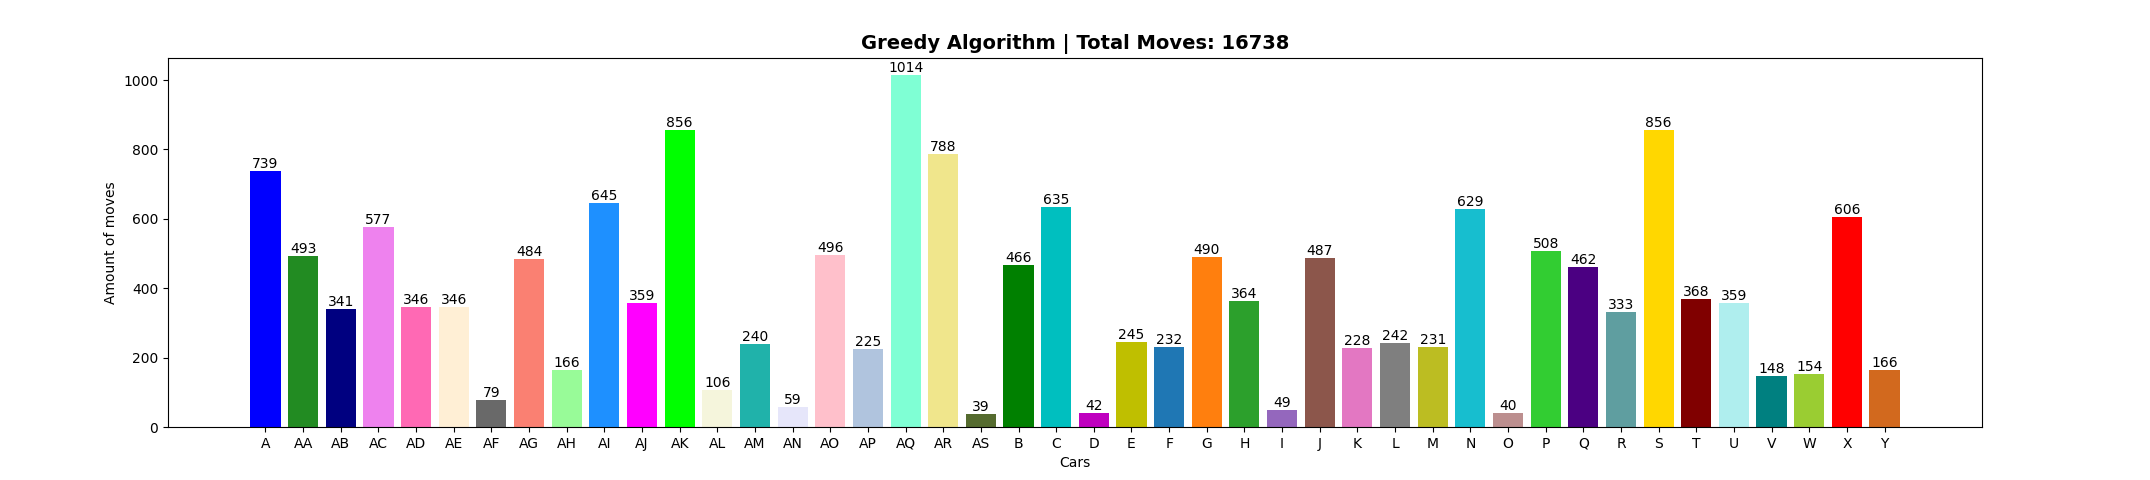 Greedy Algorithm | Total Moves: 16738
1014
1000
856 856
800
788
739
645 635 629
606
600
577
493 484 496 466 490 487 508 462
400
341 346 346 359 364 333 368 359
240 225 245 232 228 242 231
200
166 148 154 166
106
79 59 39 42 49 40
0
A AA AB AC AD AE AF AG AH AI AJ AK AL AM AN AO AP AQ AR AS B C D E F G H I J K L M N O P Q R S T U V W X Y
Cars
Amount of moves